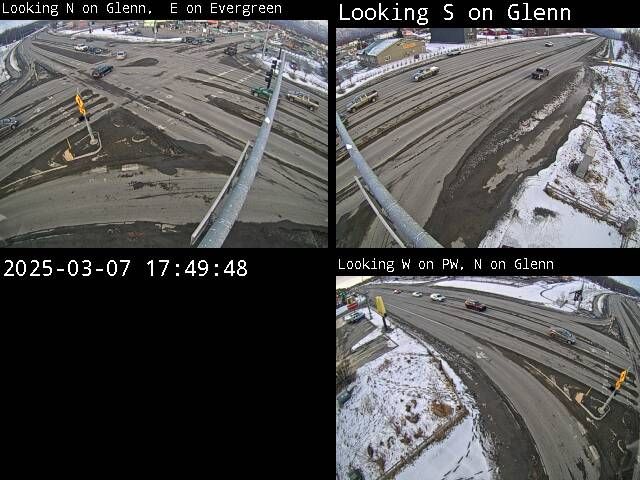 Looking N on Glenn,  E on Evergreen
Looking S on Glenn
2025-03-07 17:49:48
Looking W on PW, N on Glenn